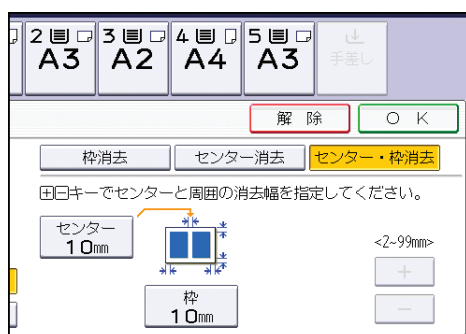 2 3 4 5
A3 A2 A4 A3 手差し
解 除 O K
枠消去 センター消去 センター・枠消去
⊞⊟キーでセンターと周囲の消去幅を指定してください。
センター
10mm
<2~99mm>
+
枠
10mm
−